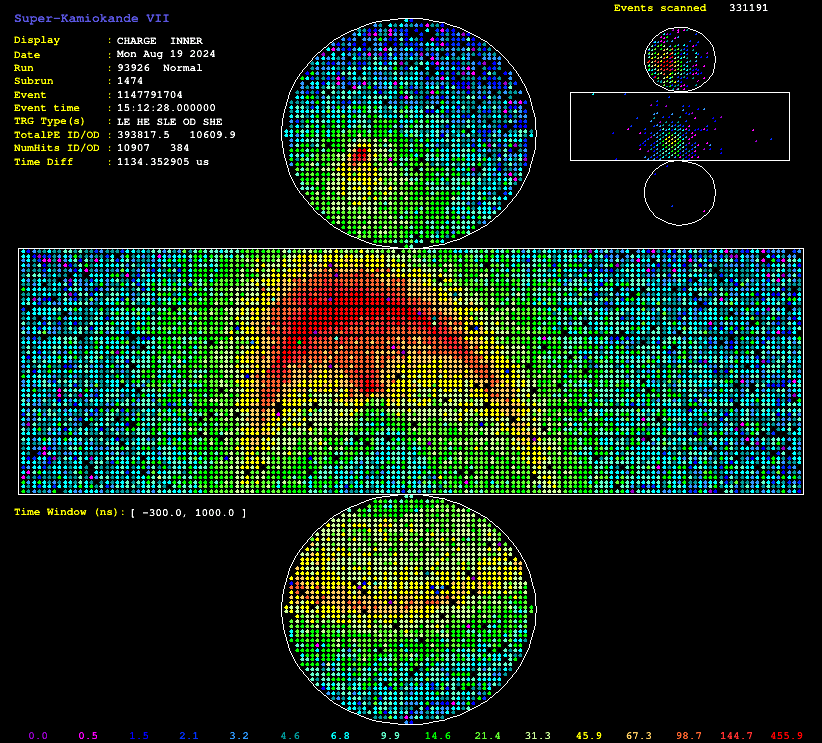 Super-Kamiokande VII
Display : CHARGE INNER
Date : Mon Aug 19 2024
Run : 93926 Normal
Subrun : 1474
Event : 1147791704
Event time : 15:12:28.000000
TRG Type(s) : LE HE SLE OD SHE
TotalPE ID/OD : 393817.5 10609.9
NumHits ID/OD : 10907 384
Time Diff : 1134.352905 us
Events scanned 331191
Time Window (ns): [ -300.0, 1000.0 ]
0.0 0.5 1.5 2.1 3.2 4.6 6.8 9.9 14.6 21.4 31.3 45.9 67.3 98.7 144.7 455.9